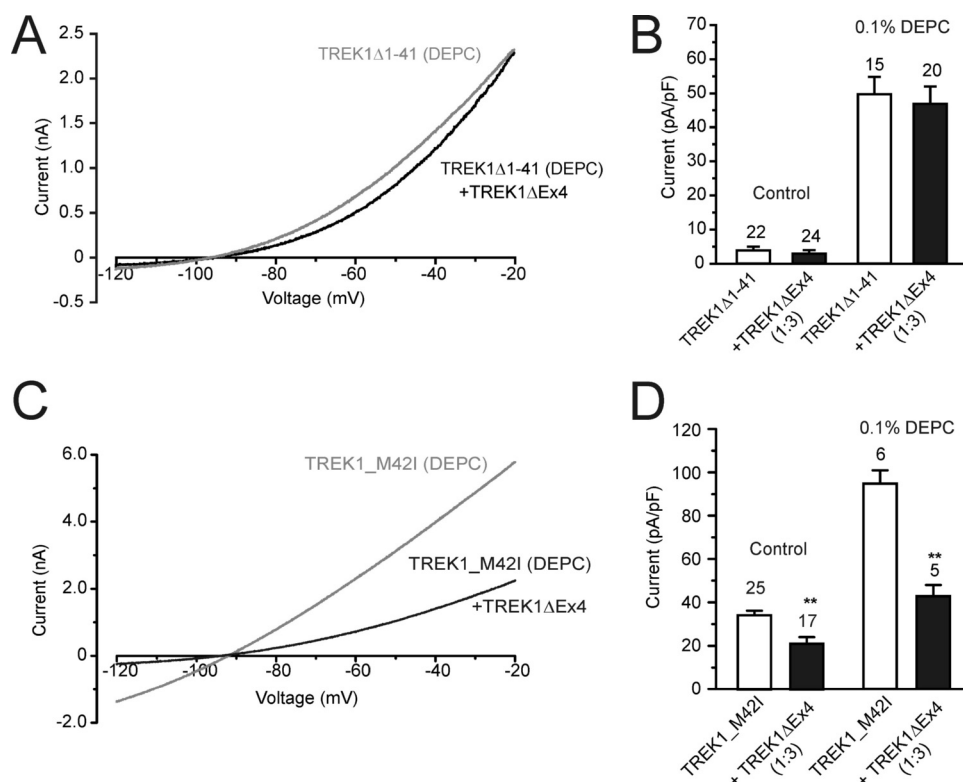 A
TREK1Δ1-41 (DEPC)
TREK1Δ1-41 (DEPC)
+TREK1ΔEx4
Current (nA)
2.5
2.0
1.5
1.0
0.5
0
-0.5
-120
-100
-80
-60
-40
-20
Voltage (mV)
B
0.1% DEPC
Control
Current (pA/pF)
70
60
50
40
30
20
10
0
22
24
15
20
TREK1Δ1-41
+TREK1ΔEx4
(1:3)
TREK1Δ1-41
+TREK1ΔEx4
(1:3)
C
TREK1_M42I (DEPC)
TREK1_M42I (DEPC)
+TREK1ΔEx4
Current (nA)
6.0
4.0
2.0
0
-2.0
-120
-100
-80
-60
-40
-20
Voltage (mV)
D
0.1% DEPC
Control
Current (pA/pF)
120
100
80
60
40
20
0
25
**
17
6
**
5
TREK1_M42I
+ TREK1ΔEx4
(1:3)
TREK1_M42I
+ TREK1ΔEx4
(1:3)